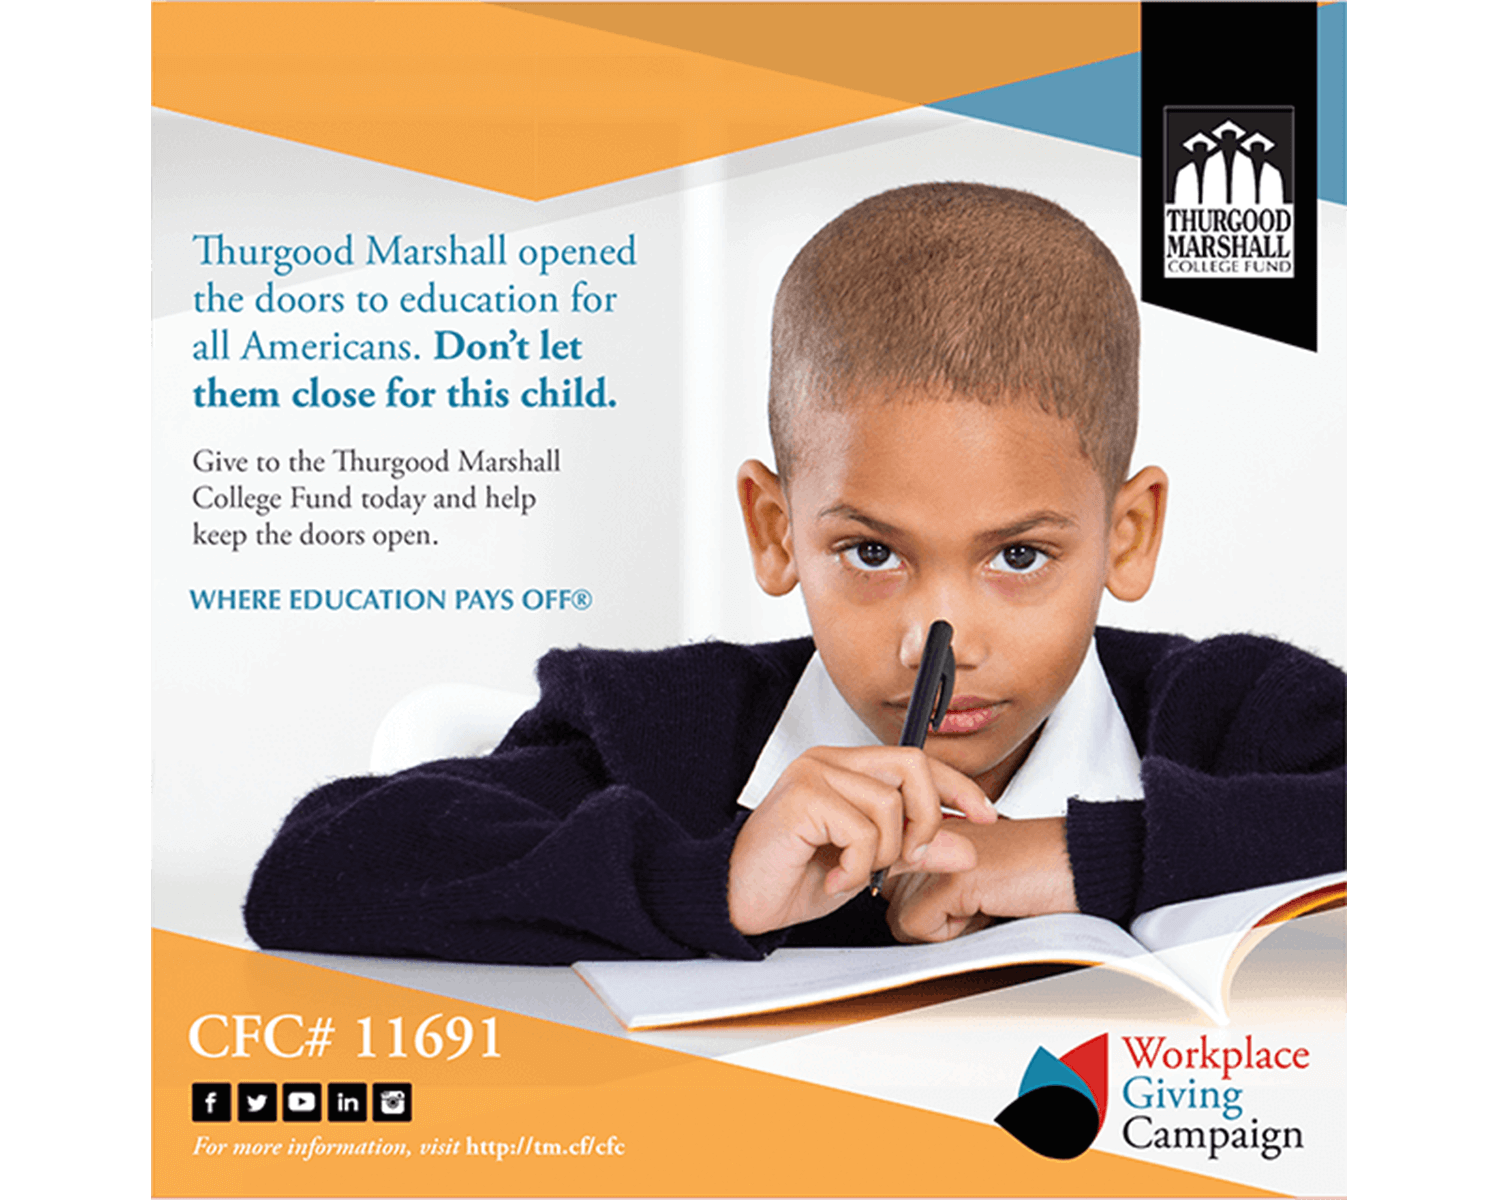 Thurgood Marshall opened
the doors to education for
all Americans. Don't let
them close for this child.
Give to the Thurgood Marshall
College Fund today and help
keep the doors open.
WHERE EDUCATION PAYS OFF®
THURGOOD
MARSHALL
COLLEGE FUND
CFC# 11691
f in
For more information, visit http://tm.cf/cfc
Workplace
Giving
Campaign